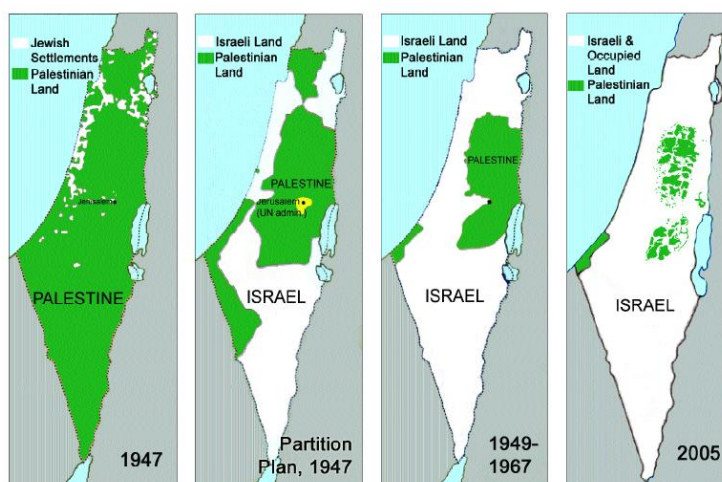 Jewish
Settlements
Palestinian
Land
Jerusalem
PALESTINE
1947
Israeli Land
Palestinian
Land
PALESTINE
Jerusalem
(UN admin.)
ISRAEL
Partition
Plan, 1947
Israeli Land
Palestinian
Land
PALESTINE
ISRAEL
1949-
1967
Israeli &
Occupied
Land
Palestinian
Land
ISRAEL
2005